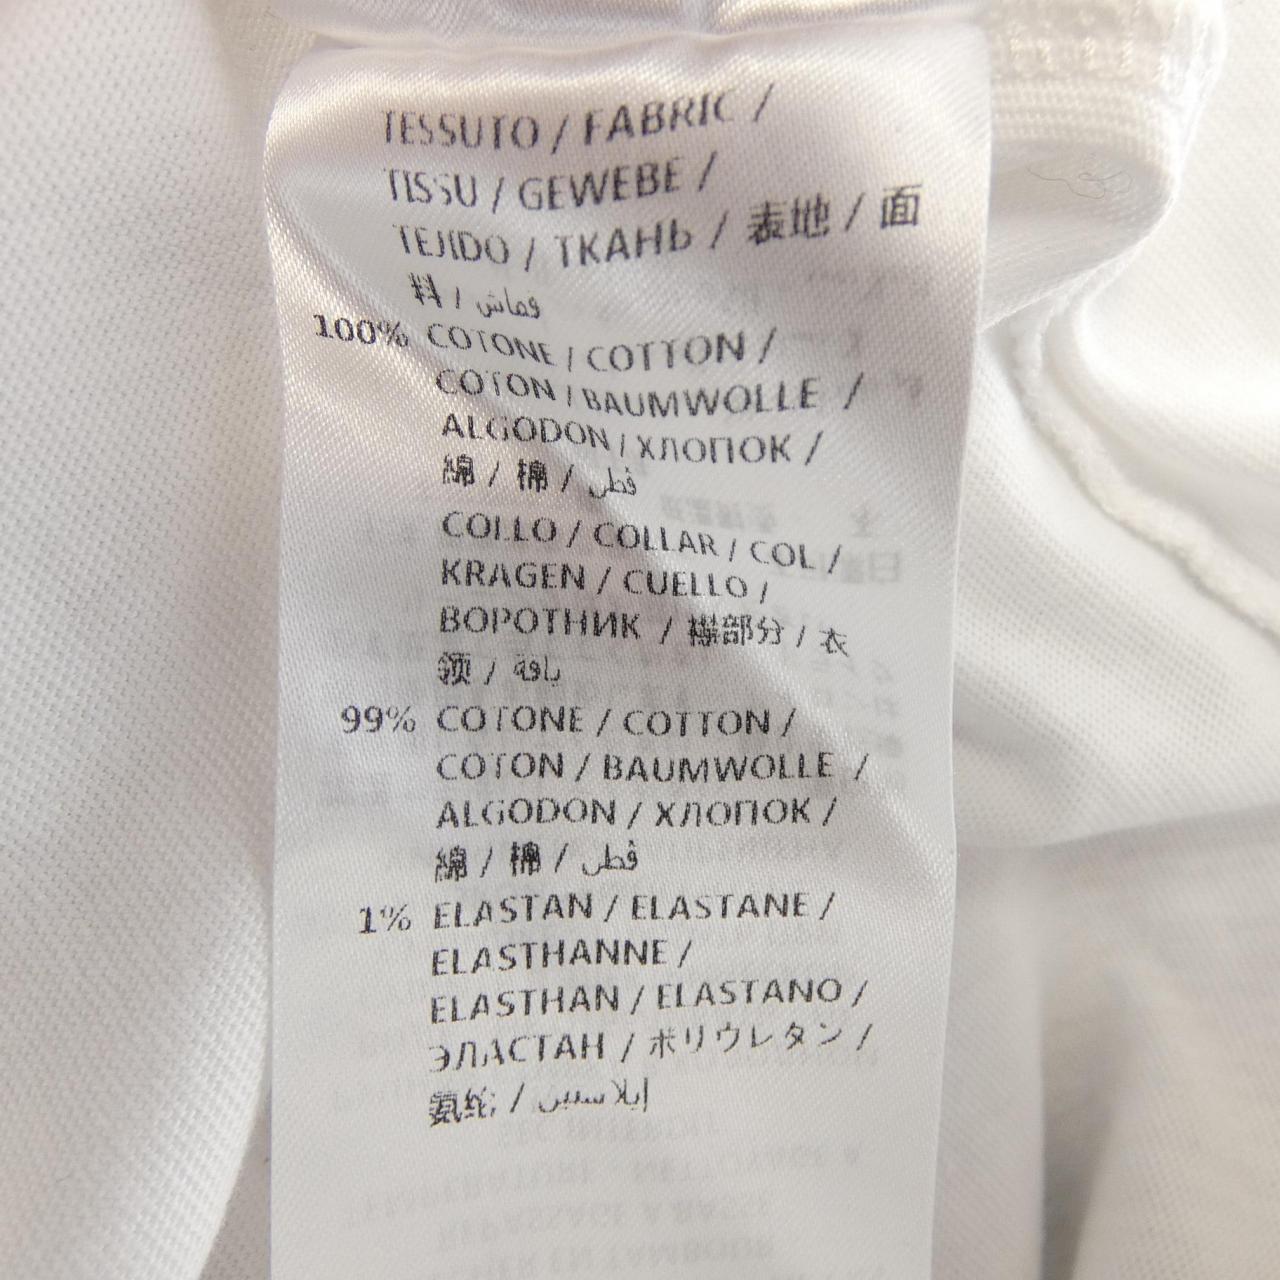 TESSUTO / FABRIC /
TISSU / GEWEBE /
TEJIDO / ТКАНЬ / 表地 / 面
料 / قماش
100% COTONE / COTTON /
COTON / BAUMWOLLE /
ALGODON / ХЛОПОК /
綿 / 棉 / قطن
COLLO / COLLAR / COL /
KRAGEN / CUELLO /
ВОРОТНИК / 襟部分 / 衣
领 / ياقة
99% COTONE / COTTON /
COTON / BAUMWOLLE /
ALGODON / ХЛОПОК /
綿 / 棉 / قطن
1% ELASTAN / ELASTANE /
ELASTHANNE /
ELASTHAN / ELASTANO /
ЭЛАСТАН / ポリウレタン /
氨纶 / إيلاستين